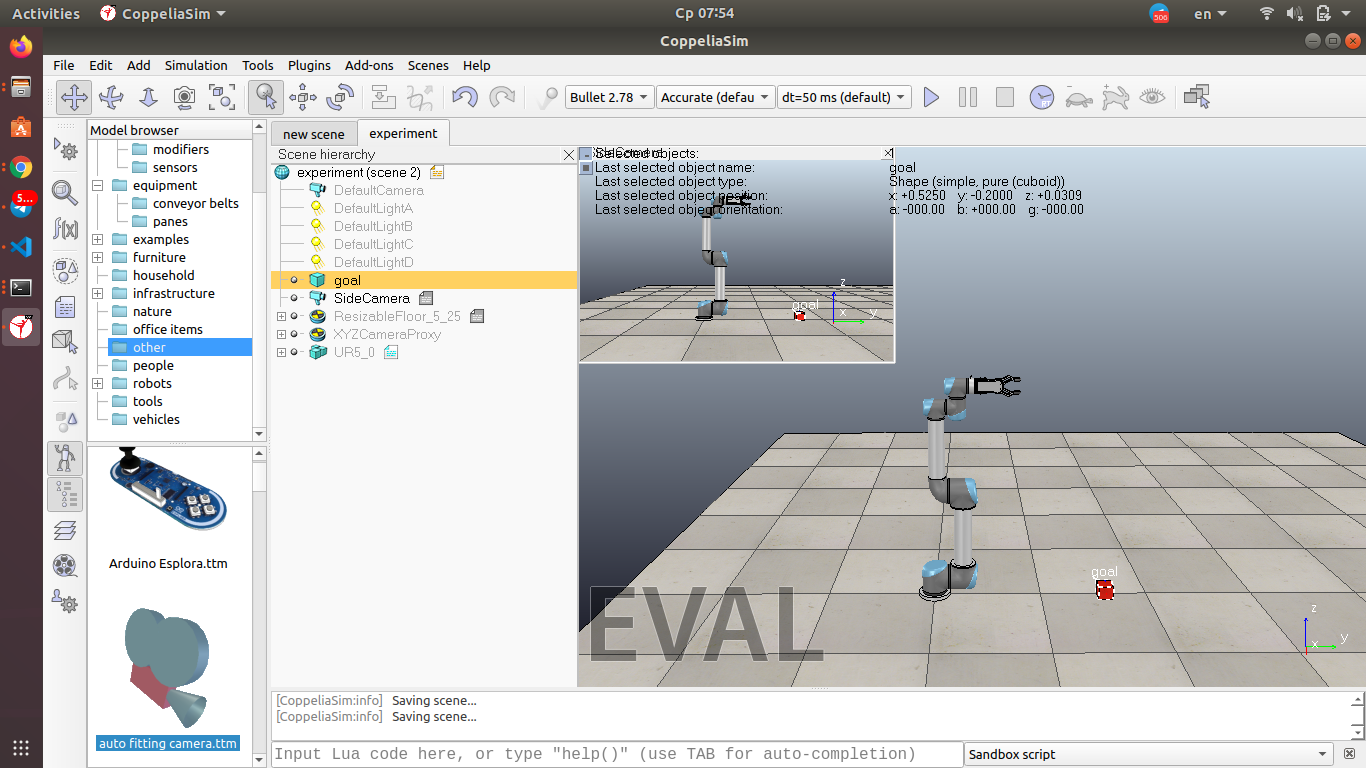 Activities
CoppeliaSim
Ср 07:54
506
en
CoppeliaSim
File Edit Add Simulation Tools Plugins Add-ons Scenes Help
Bullet 2.78
Accurate (defau
dt=50 ms (default)
RT
5...
Model browser
modifiers
sensors
equipment
conveyor belts
panes
examples
furniture
household
infrastructure
nature
office items
other
people
robots
tools
vehicles
Arduino Esplora.ttm
auto fitting camera.ttm
f(x)
new scene
experiment
Scene hierarchy
experiment (scene 2)
DefaultCamera
DefaultLightA
DefaultLightB
DefaultLightC
DefaultLightD
goal
SideCamera
ResizableFloor_5_25
XYZCameraProxy
UR5_0
SideCamera
Selected objects:
Last selected object name: goal
Last selected object type: Shape (simple, pure (cuboid))
Last selected object position: x: +0.5250 y: -0.2000 z: +0.0309
Last selected object orientation: a: -000.00 b: +000.00 g: -000.00
goal
z
x
y
goal
z
x
y
EVAL
[CoppeliaSim:info] Saving scene...
[CoppeliaSim:info] Saving scene...
Input Lua code here, or type "help()" (use TAB for auto-completion)
Sandbox script